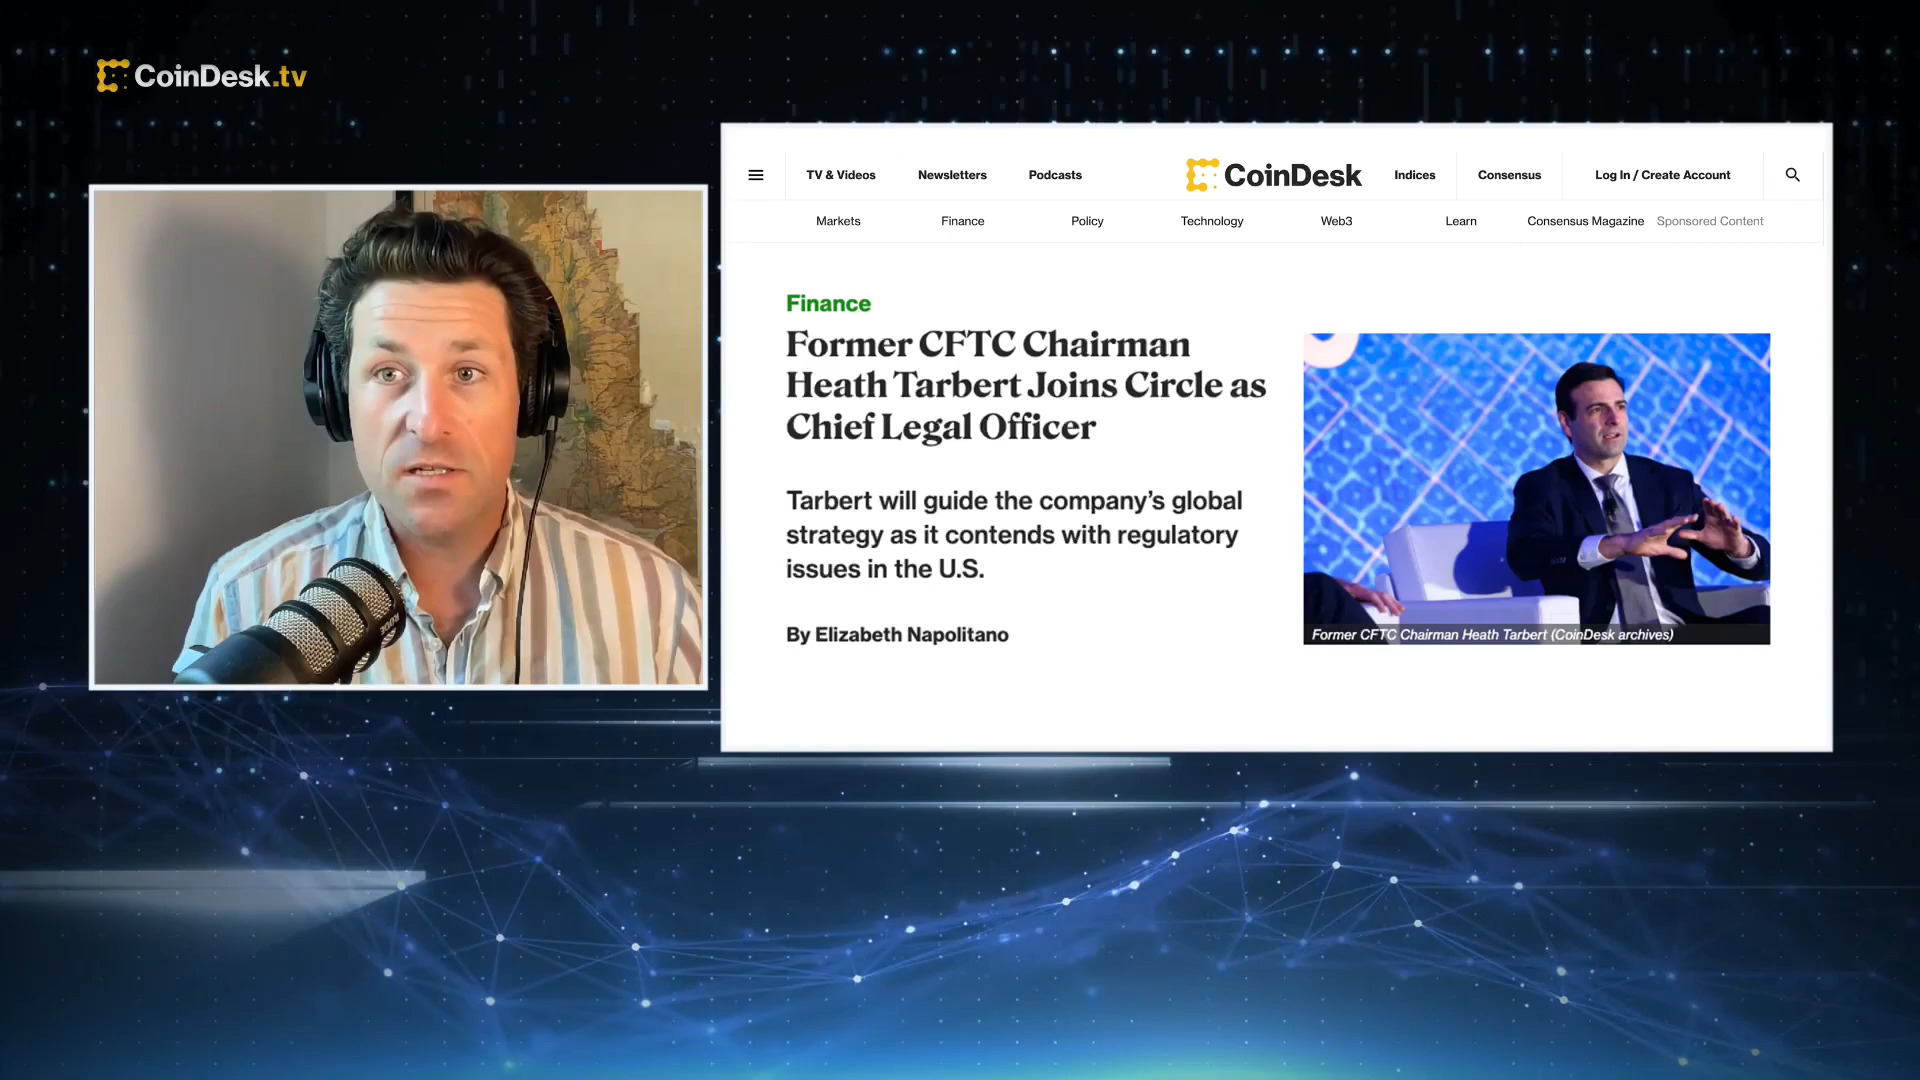 CoinDesk.tv
TV & Videos
Newsletters
Podcasts
CoinDesk
Indices
Consensus
Log In / Create Account
Markets
Finance
Policy
Technology
Web3
Learn
Consensus Magazine
Sponsored Content
Finance
Former CFTC Chairman
Heath Tarbert Joins Circle as
Chief Legal Officer
Tarbert will guide the company’s global
strategy as it contends with regulatory
issues in the U.S.
By Elizabeth Napolitano
Former CFTC Chairman Heath Tarbert (CoinDesk archives)
RODE